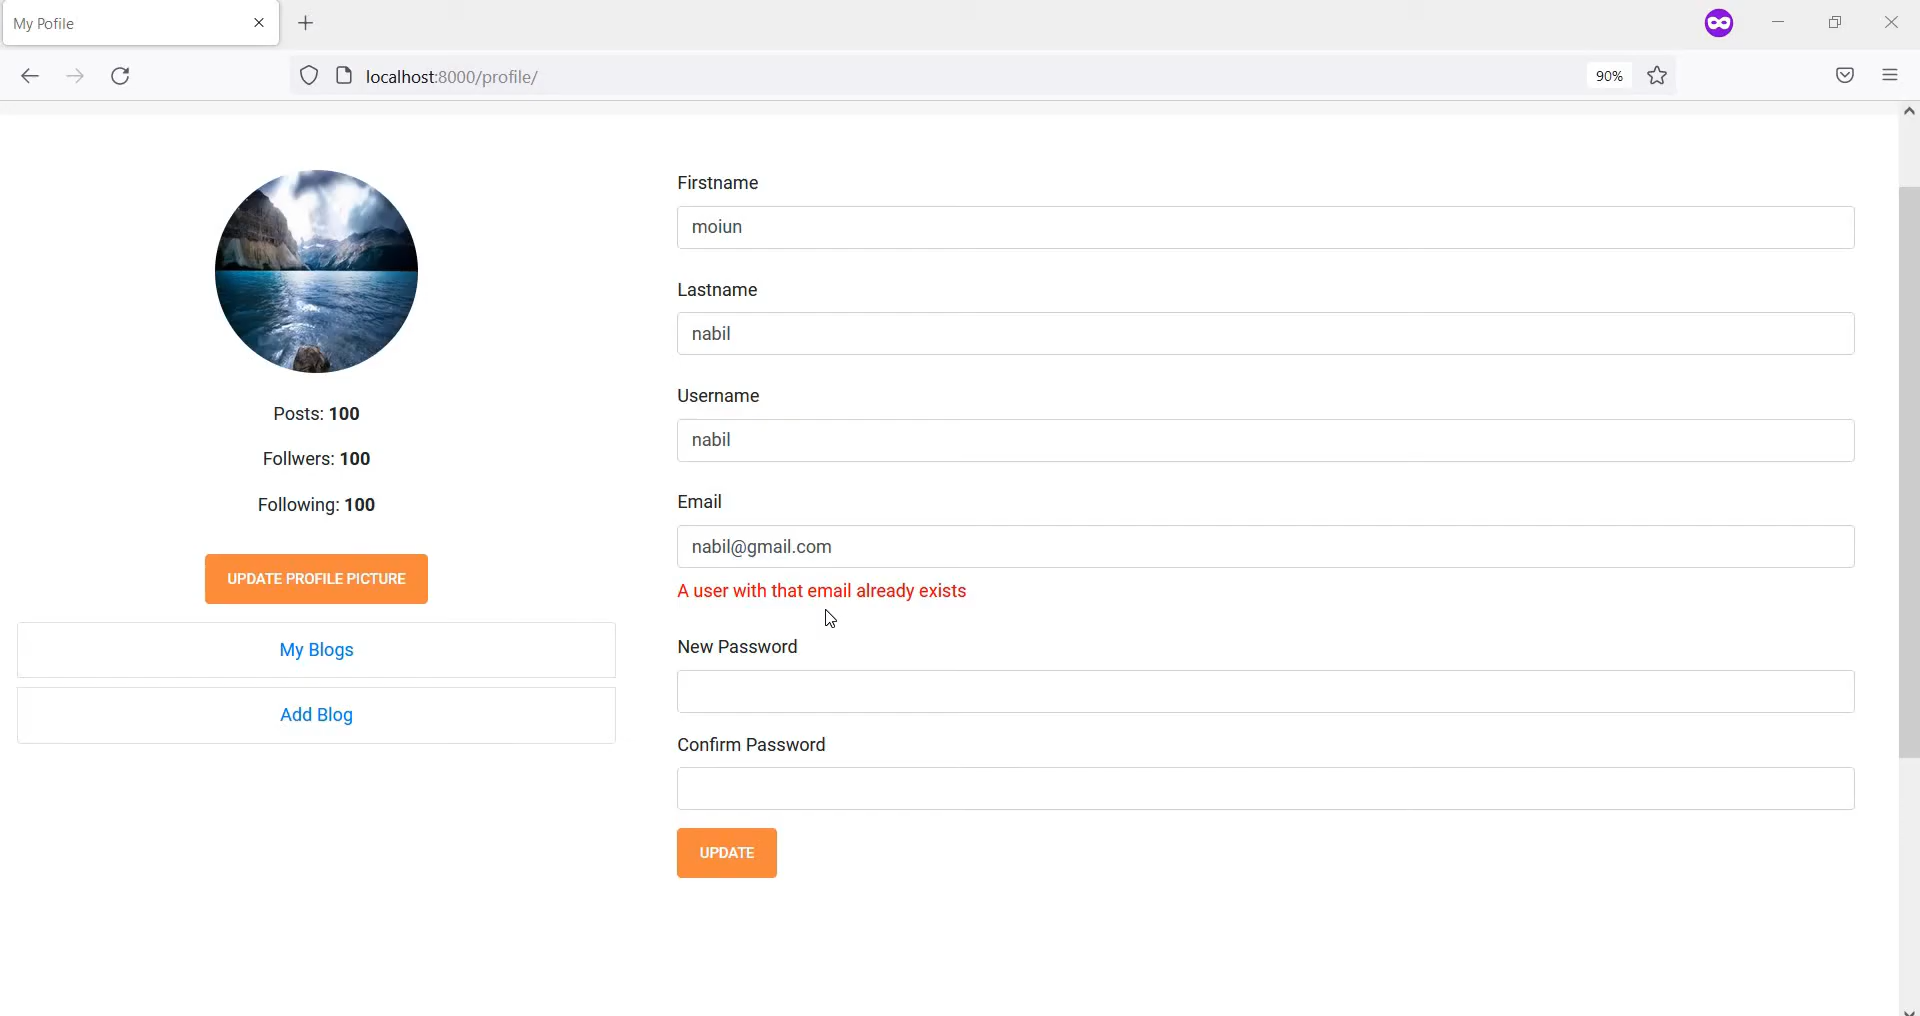 My Pofile
localhost:8000/profile/
90%
Posts: 100
Follwers: 100
Following: 100
UPDATE PROFILE PICTURE
My Blogs
Add Blog
Firstname
moiun
Lastname
nabil
Username
nabil
Email
nabil@gmail.com
A user with that email already exists
New Password
Confirm Password
UPDATE